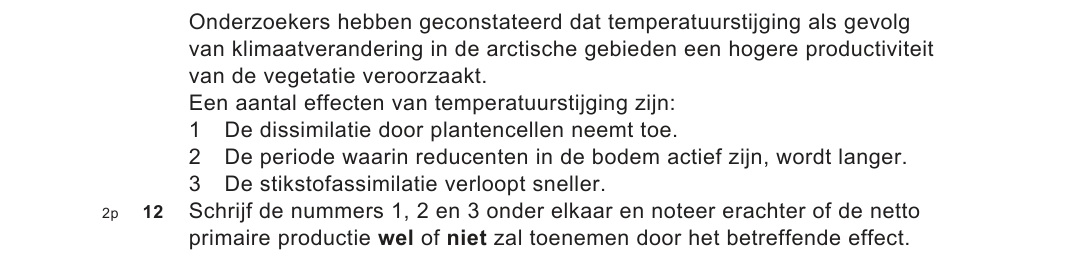 Onderzoekers hebben geconstateerd dat temperatuurstijging als gevolg
van klimaatverandering in de arctische gebieden een hogere productiviteit
van de vegetatie veroorzaakt.
Een aantal effecten van temperatuurstijging zijn:
1 De dissimilatie door plantencellen neemt toe.
2 De periode waarin reducenten in de bodem actief zijn, wordt langer.
3 De stikstofassimilatie verloopt sneller.
2p 12 Schrijf de nummers 1, 2 en 3 onder elkaar en noteer erachter of de netto
primaire productie wel of niet zal toenemen door het betreffende effect.